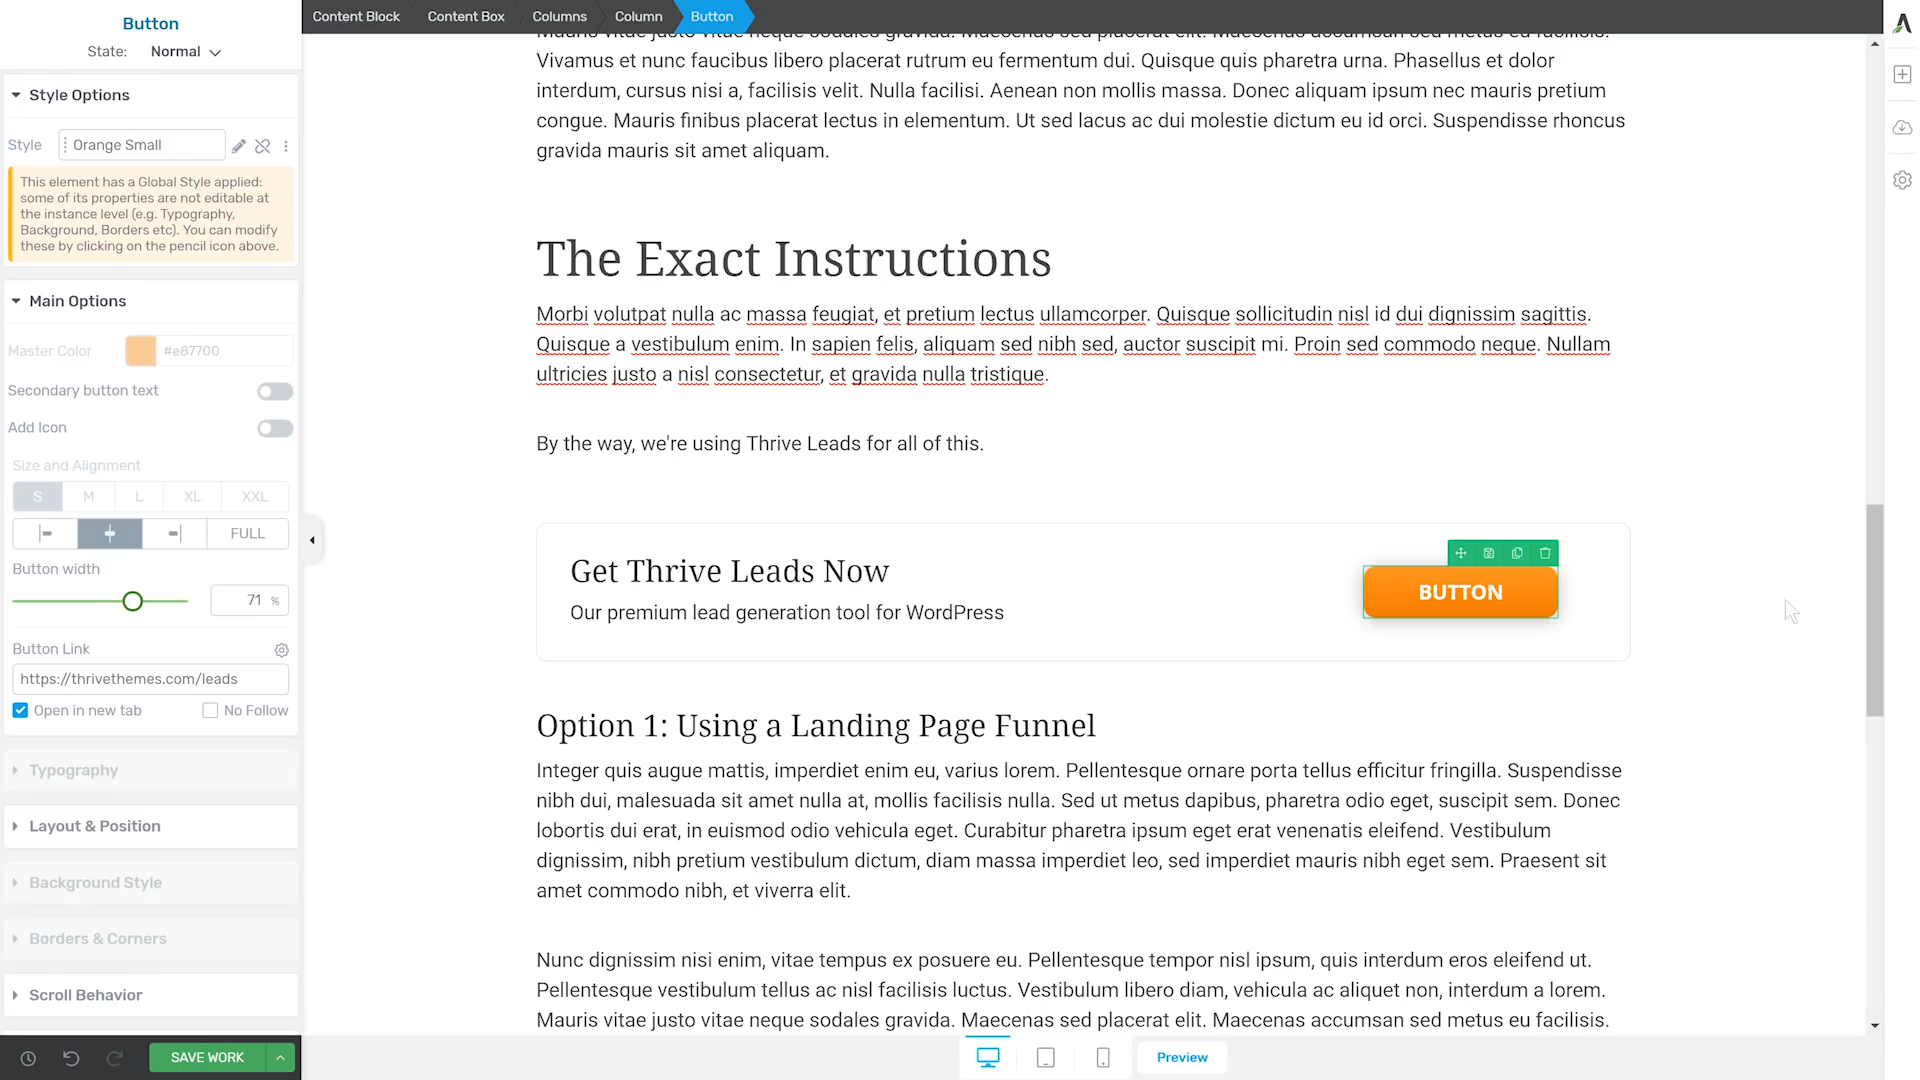 Button
State: Normal
Style Options
Style Orange Small
This element has a Global Style applied:
some of its properties are not editable at
the instance level (e.g. Typography,
Background, Borders etc). You can modify
these by clicking on the pencil icon above.
Main Options
Master Color #e87700
Secondary button text
Add Icon
Size and Alignment
S M L XL XXL
FULL
Button width
71 %
Button Link
https://thrivethemes.com/leads
Open in new tab No Follow
Typography
Layout & Position
Background Style
Borders & Corners
Scroll Behavior
SAVE WORK
Content Block Content Box Columns Column Button
Mauris vitae justo vitae neque sodales gravida. Maecenas sed placerat elit. Maecenas accumsan sed metus eu facilisis.
Vivamus et nunc faucibus libero placerat rutrum eu fermentum dui. Quisque quis pharetra urna. Phasellus et dolor
interdum, cursus nisi a, facilisis velit. Nulla facilisi. Aenean non mollis massa. Donec aliquam ipsum nec mauris pretium
congue. Mauris finibus placerat lectus in elementum. Ut sed lacus ac dui molestie dictum eu id orci. Suspendisse rhoncus
gravida mauris sit amet aliquam.
The Exact Instructions
Morbi volutpat nulla ac massa feugiat, et pretium lectus ullamcorper. Quisque sollicitudin nisl id dui dignissim sagittis.
Quisque a vestibulum enim. In sapien felis, aliquam sed nibh sed, auctor suscipit mi. Proin sed commodo neque. Nullam
ultricies justo a nisl consectetur, et gravida nulla tristique.
By the way, we're using Thrive Leads for all of this.
Get Thrive Leads Now
Our premium lead generation tool for WordPress
BUTTON
Option 1: Using a Landing Page Funnel
Integer quis augue mattis, imperdiet enim eu, varius lorem. Pellentesque ornare porta tellus efficitur fringilla. Suspendisse
nibh dui, malesuada sit amet nulla at, mollis facilisis nulla. Sed ut metus dapibus, pharetra odio eget, suscipit sem. Donec
lobortis dui erat, in euismod odio vehicula eget. Curabitur pharetra ipsum eget erat venenatis eleifend. Vestibulum
dignissim, nibh pretium vestibulum dictum, diam massa imperdiet leo, sed imperdiet mauris nibh eget sem. Praesent sit
amet commodo nibh, et viverra elit.
Nunc dignissim nisi enim, vitae tempus ex posuere eu. Pellentesque tempor nisl ipsum, quis interdum eros eleifend ut.
Pellentesque vestibulum tellus ac nisl facilisis luctus. Vestibulum libero diam, vehicula ac aliquet non, interdum a lorem.
Mauris vitae justo vitae neque sodales gravida. Maecenas sed placerat elit. Maecenas accumsan sed metus eu facilisis.
Preview